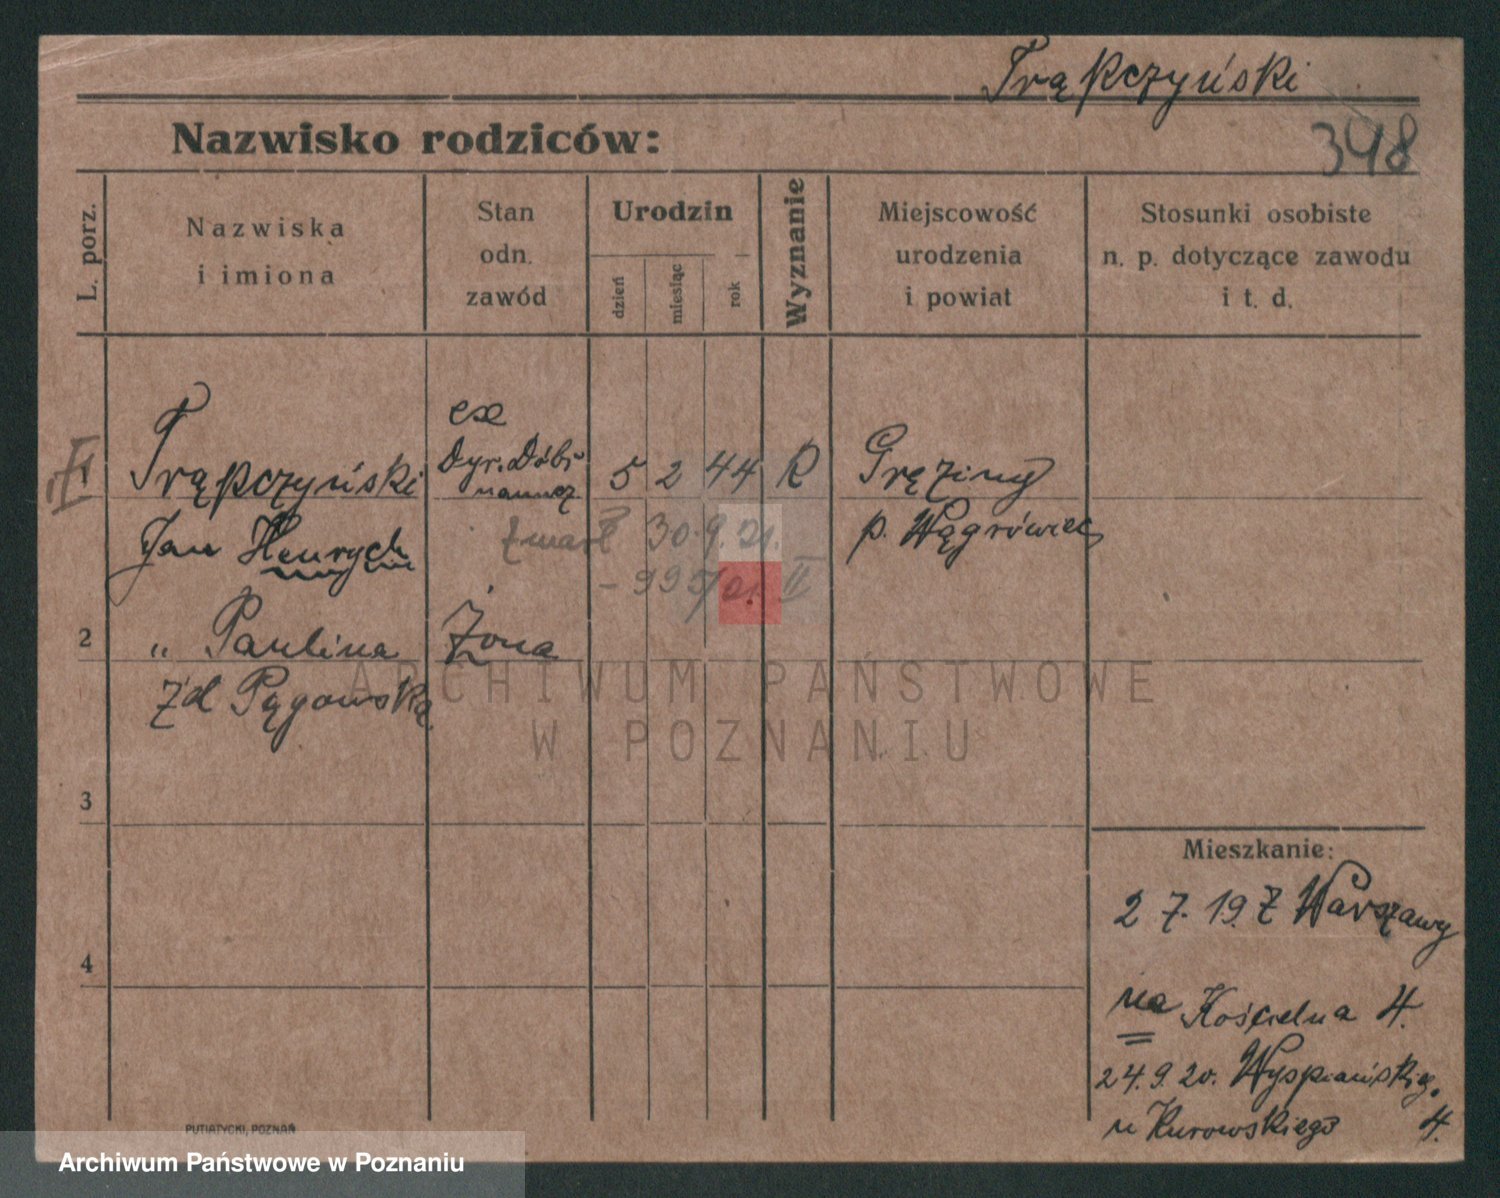 Trąpczyński
Nazwisko rodziców:
398
L. porz.
Nazwiska
i imiona
Stan
odn.
zawód
Urodzin
dzień
miesiąc
rok
Wyznanie
Miejscowość
urodzenia
i powiat
Stosunki osobiste
n. p. dotyczące zawodu
i t. d.
ex
1 Trąpczyński Dyr. Dóbr 5 2 44 R Gręziny
Jan Henrych p. Wągrówiec
zmarł 30.9.21.
2 " Paulina Żona
zd Pągowska
ARCHIWUM PAŃSTWOWE
W POZNANIU
3
4
Mieszkanie:
2 7. 19. Z Warszawy
na Kościelna 4.
24.9.20. Wyspiańskieg.
u Kurowskiego 4.
PUTIATYCKI, POZNAŃ
Archiwum Państwowe w Poznaniu